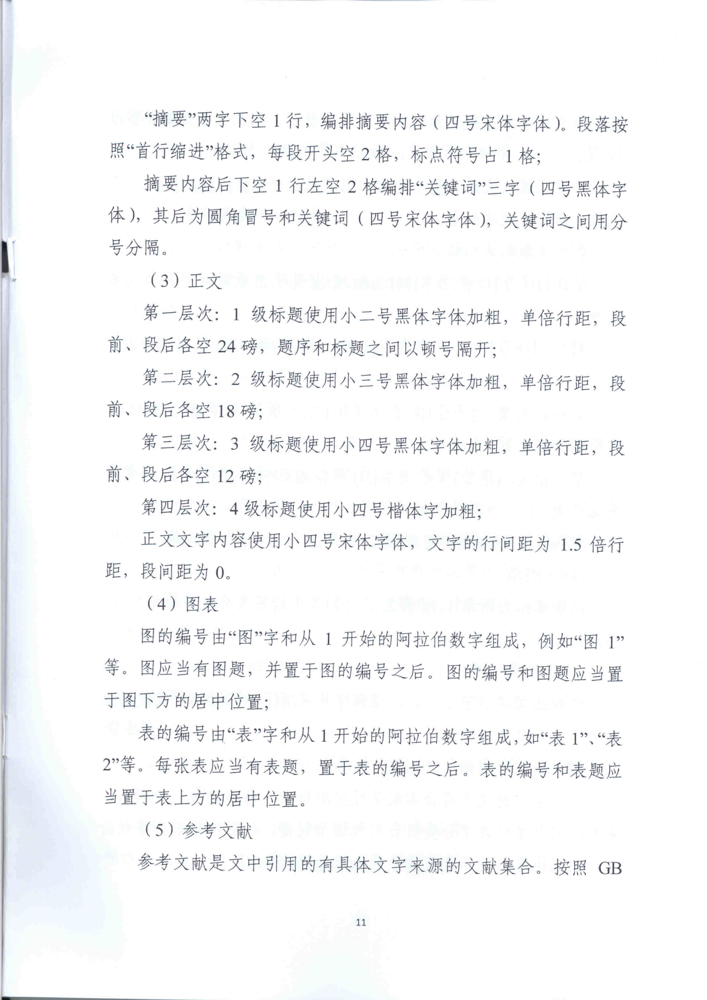 “摘要”两字下空 1 行，编排摘要内容（四号宋体字体）。段落按
照“首行缩进”格式，每段开头空 2 格，标点符号占 1 格；
摘要内容后下空 1 行左空 2 格编排“关键词”三字（四号黑体字
体），其后为圆角冒号和关键词（四号宋体字体），关键词之间用分
号分隔。
（3）正文
第一层次：1 级标题使用小二号黑体字体加粗，单倍行距，段
前、段后各空 24 磅，题序和标题之间以顿号隔开；
第二层次：2 级标题使用小三号黑体字体加粗，单倍行距，段
前、段后各空 18 磅；
第三层次：3 级标题使用小四号黑体字体加粗，单倍行距，段
前、段后各空 12 磅；
第四层次：4 级标题使用小四号楷体字加粗；
正文文字内容使用小四号宋体字体，文字的行间距为 1.5 倍行
距，段间距为 0。
（4）图表
图的编号由“图”字和从 1 开始的阿拉伯数字组成，例如“图 1”
等。图应当有图题，并置于图的编号之后。图的编号和图题应当置
于图下方的居中位置；
表的编号由“表”字和从 1 开始的阿拉伯数字组成，如“表 1”、“表
2”等。每张表应当有表题，置于表的编号之后。表的编号和表题应
当置于表上方的居中位置。
（5）参考文献
参考文献是文中引用的有具体文字来源的文献集合。按照 GB
11